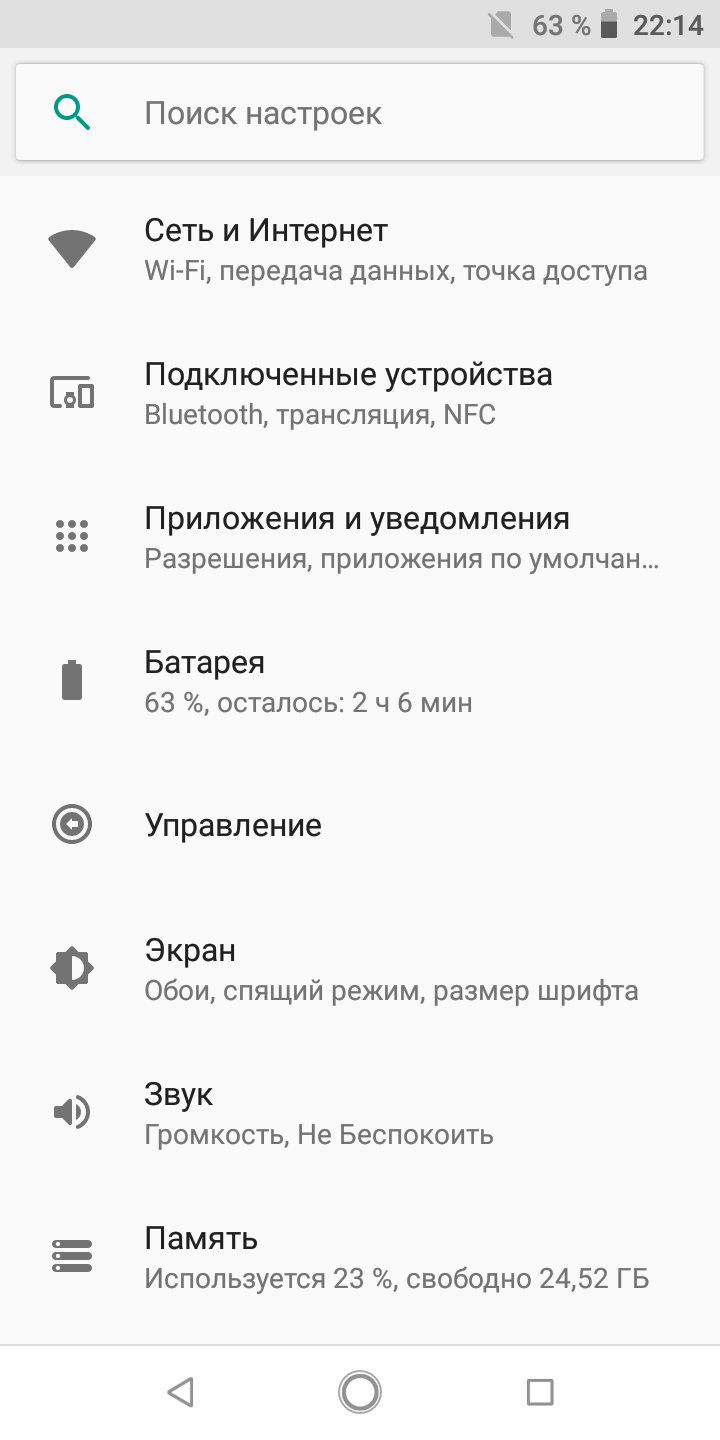 63 % 22:14
Поиск настроек
Сеть и Интернет
Wi-Fi, передача данных, точка доступа
Подключенные устройства
Bluetooth, трансляция, NFC
Приложения и уведомления
Разрешения, приложения по умолчан…
Батарея
63 %, осталось: 2 ч 6 мин
Управление
Экран
Обои, спящий режим, размер шрифта
Звук
Громкость, Не Беспокоить
Память
Используется 23 %, свободно 24,52 ГБ